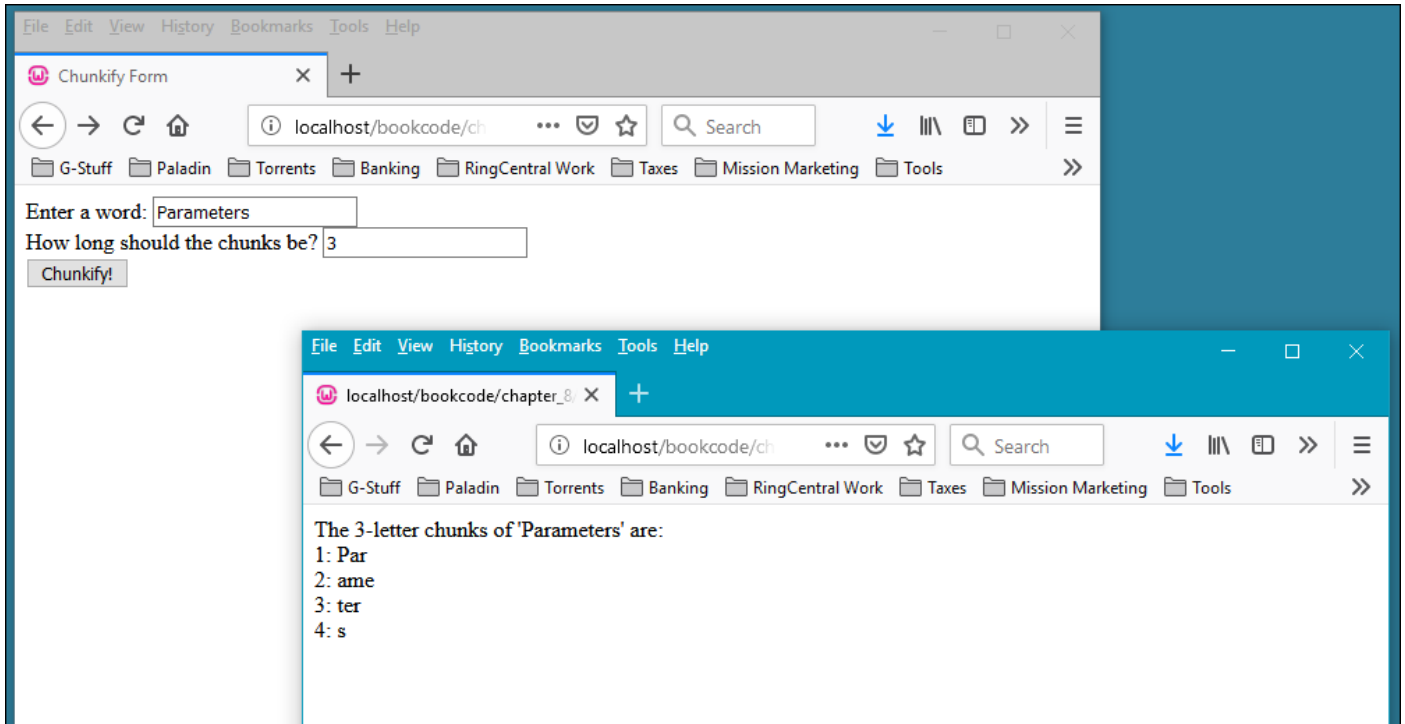 File Edit View History Bookmarks Tools Help
Chunkify Form
localhost/bookcode/ch
Search
G-Stuff Paladin Torrents Banking RingCentral Work Taxes Mission Marketing Tools
Enter a word: Parameters
How long should the chunks be? 3
Chunkify!
File Edit View History Bookmarks Tools Help
localhost/bookcode/chapter_8/
localhost/bookcode/ch
Search
G-Stuff Paladin Torrents Banking RingCentral Work Taxes Mission Marketing Tools
The 3-letter chunks of 'Parameters' are:
1: Par
2: ame
3: ter
4: s